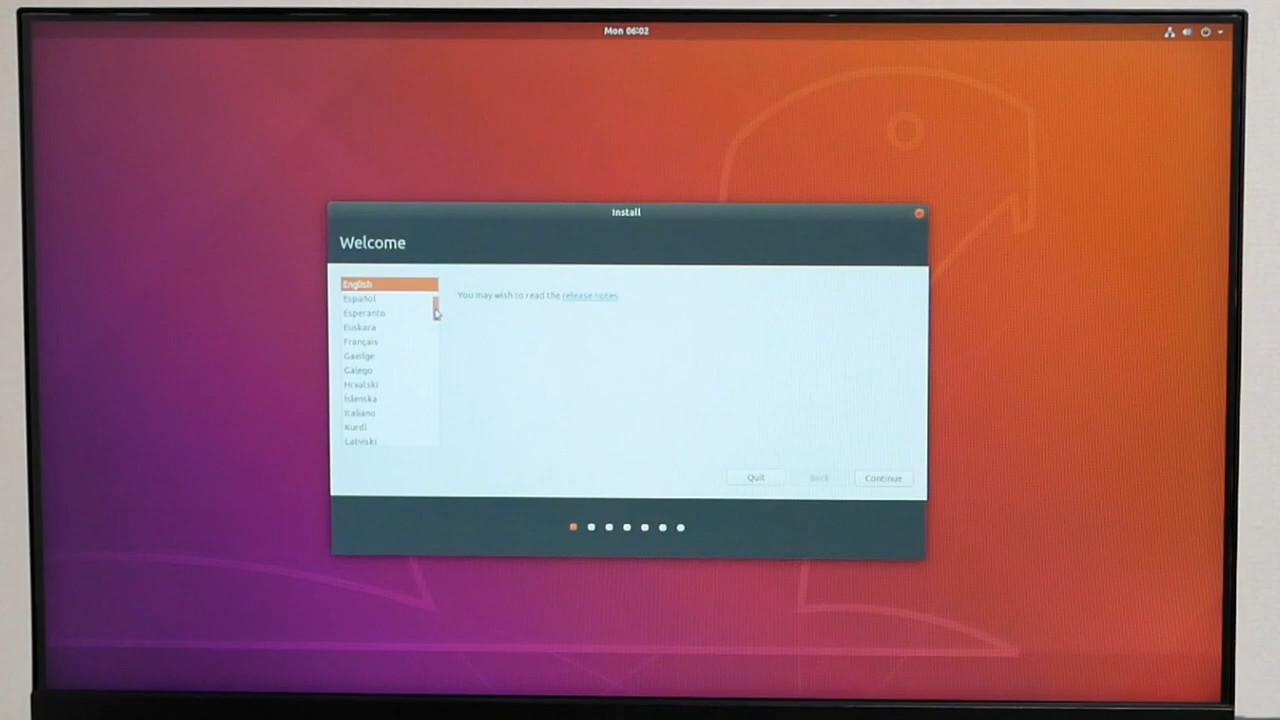 Mon 06:02
Install
Welcome
English
Español
Esperanto
Euskara
Français
Gaeilge
Galego
Hrvatski
Íslenska
Italiano
Kurdî
Latviski
You may wish to read the release notes
Quit
Back
Continue